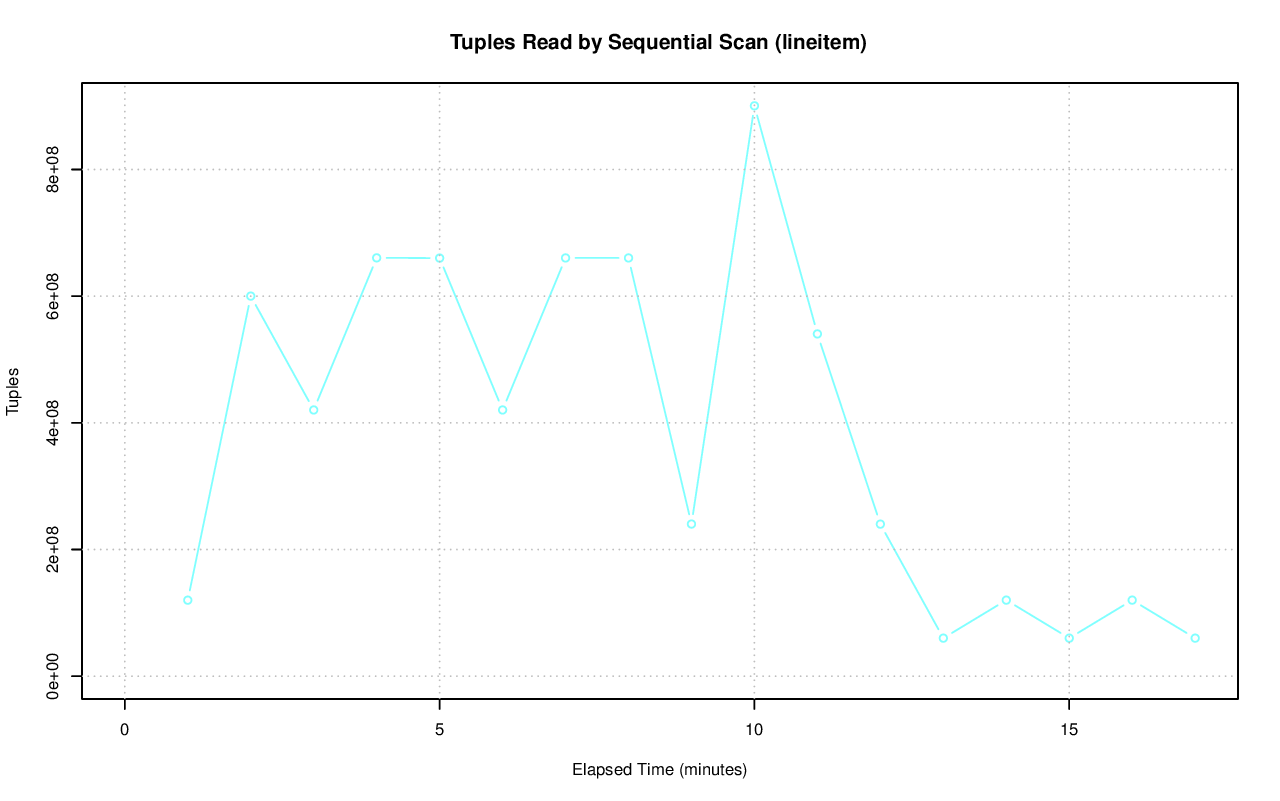 Tuples Read by Sequential Scan (lineitem)
Tuples
8e+08
6e+08
4e+08
2e+08
0e+00
0 5 10 15
Elapsed Time (minutes)